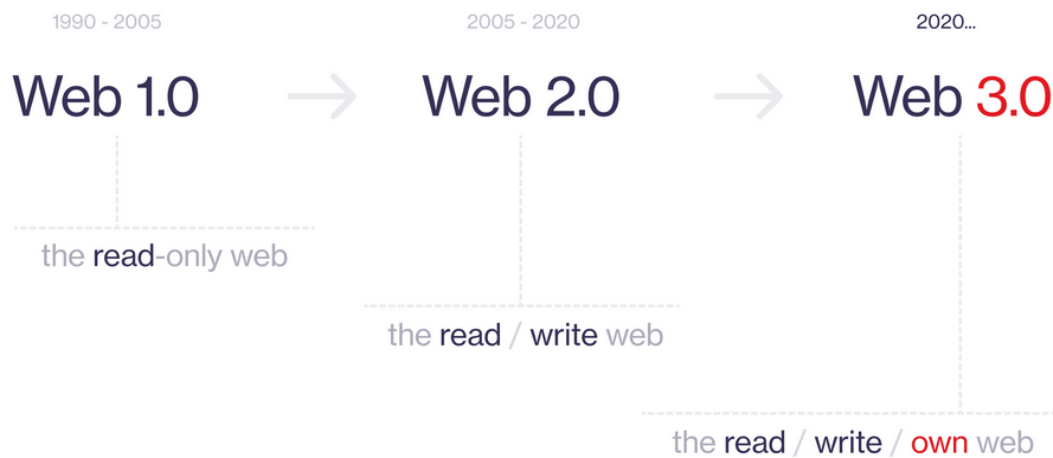 1990 - 2005
2005 - 2020
2020...
Web 1.0
Web 2.0
Web 3.0
the read-only web
the read / write web
the read / write / own web